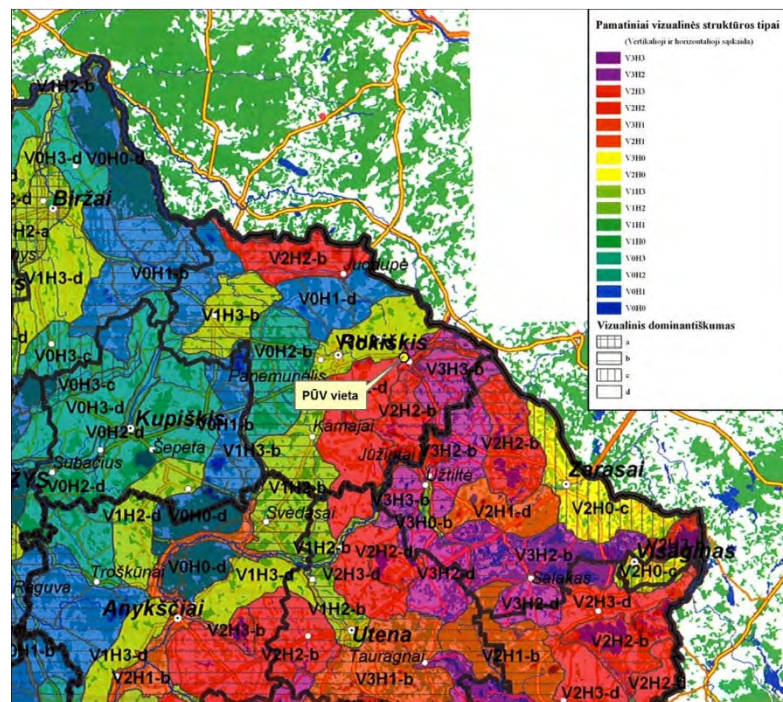 Pamatiniai vizualinės struktūros tipai
(Vertikalioji ir horizontalioji sąskaida)
V3H3
V3H2
V2H3
V2H2
V3H1
V2H1
V3H0
V2H0
V1H3
V1H2
V1H1
V1H0
V0H3
V0H2
V0H1
V0H0
Vizualinis dominantiškumas
a
b
c
d
V1H2-b
V0H3-d
V0H0-d
Biržai
H2-a
V1H3-d
V0H1-b
V2H2-b
Juodupė
V0H1-d
V1H3-b
Rokiškis
V0H2-b
Panemunėlis
V3H3-b
V0H3-c
PŪV vieta
V0H3-c
V0H3-d
V2H2-b
Kupiškis
V0H1-b
Kamajai
V0H2-d
Šepeta
V1H3-b
Jūžintai
V3H2-b
V2H2-b
Subačius
Užtiltė
Zarasai
V0H2-d
V1H2-b
V3H3-b
V2H0-c
V1H2-d
V0H0-d
Svėdasai
V3H0-b
V2H1-d
V1H2-b
V2H2-d
V3H2-b
Visaginas
Troškūnai
V0H0-d
V1H3-d
V2H3-d
V3H2-d
Salakas
V2H0-c
Raguva
V1H2-b
V3H2-d
V2H3-d
Anykščiai
V2H3-b
Utena
V2H2-b
V2H2-b
V0H1-b
V1H3-d
Tauragnai
V2H1-b
V2H1-b
V3H1-b
V2H2-b
V2H3-d